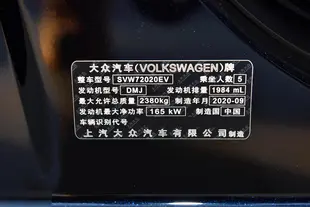 大众汽车(VOLKSWAGEN)牌
整车型号 SVW72020EV 乘坐人数 5
发动机型号 DMJ 发动机排量 1984 mL
最大允许总质量 2380kg 制造年月 2020-09
发动机最大净功率 165 kW 制造国 中国
车辆识别代号
上汽大众汽车有限公司 制造